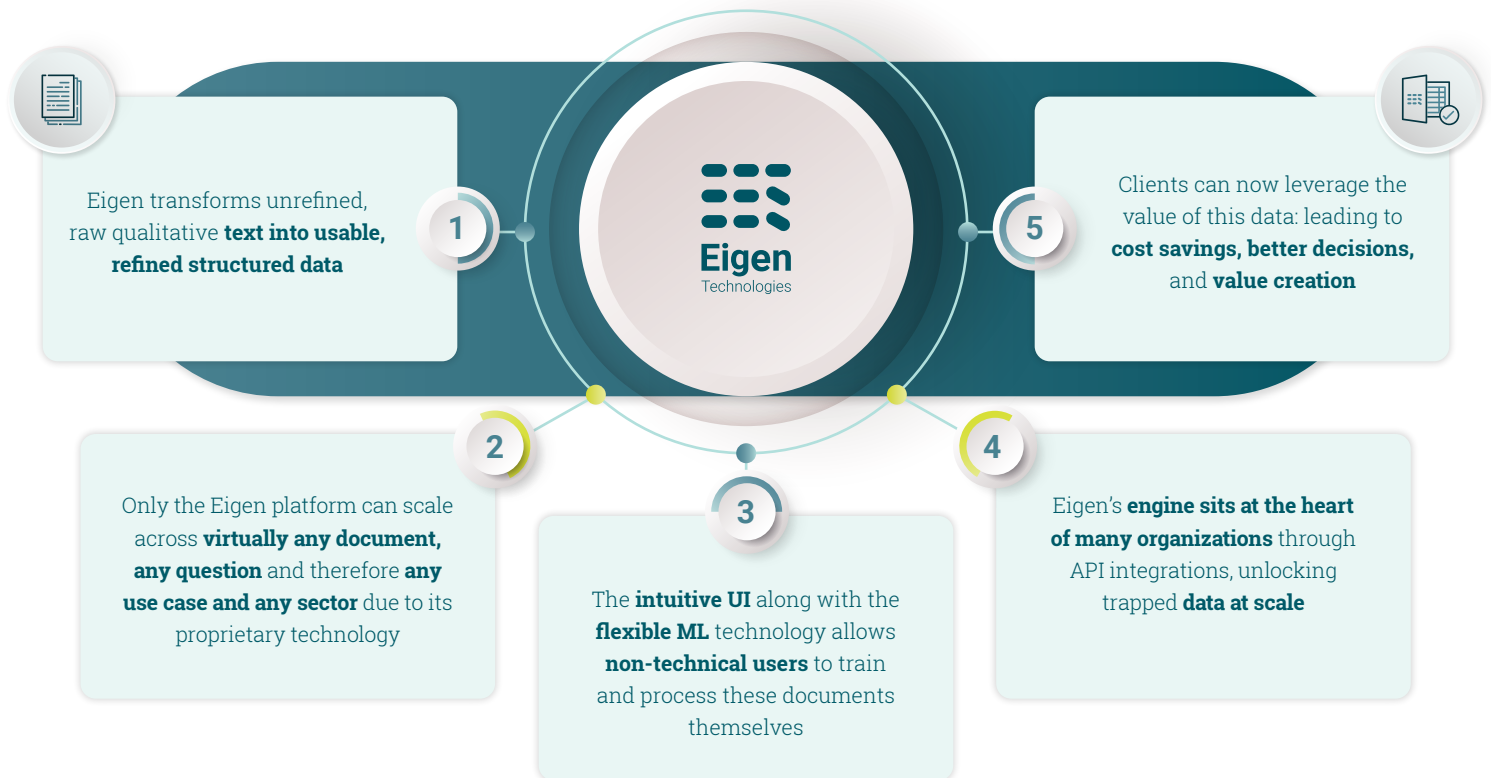 Eigen
Technologies
1
Eigen transforms unrefined,
raw qualitative text into usable,
refined structured data
2
Only the Eigen platform can scale
across virtually any document,
any question and therefore any
use case and any sector due to its
proprietary technology
3
The intuitive UI along with the
flexible ML technology allows
non-technical users to train
and process these documents
themselves
4
Eigen’s engine sits at the heart
of many organizations through
API integrations, unlocking
trapped data at scale
5
Clients can now leverage the
value of this data: leading to
cost savings, better decisions,
and value creation